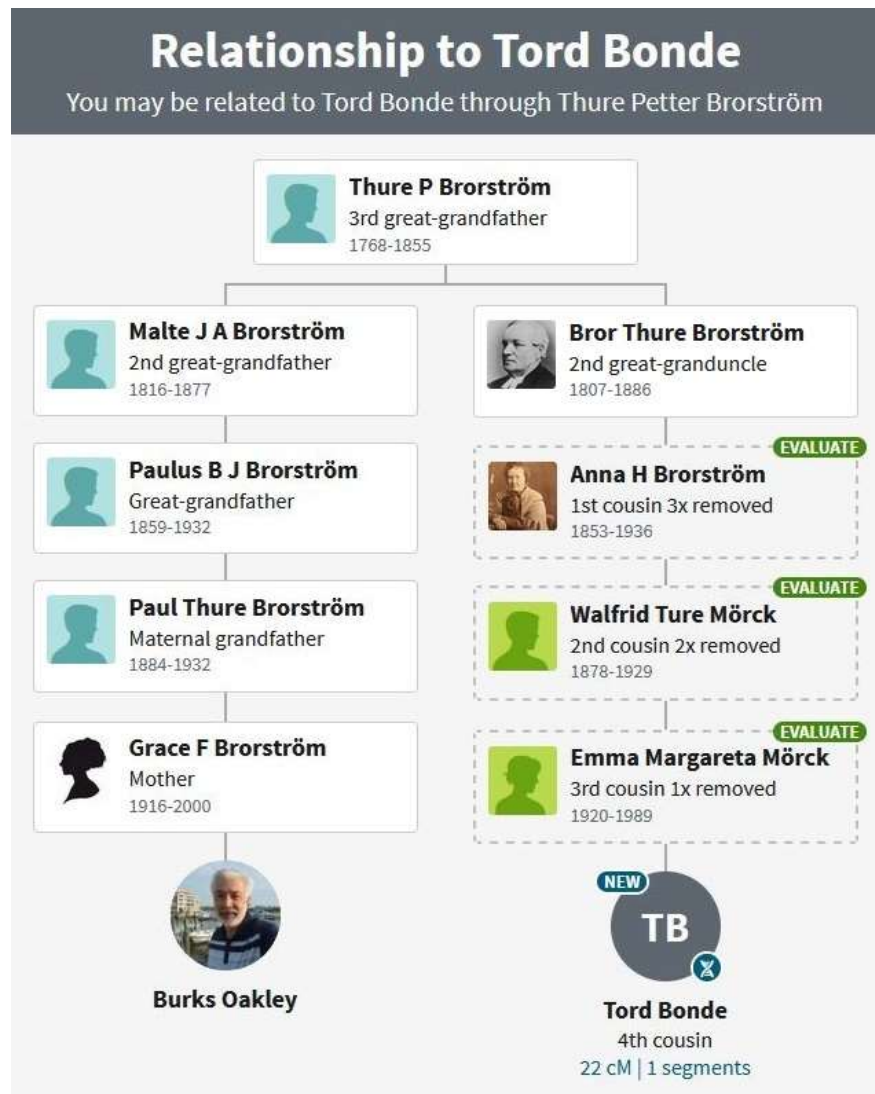 Relationship to Tord Bonde
You may be related to Tord Bonde through Thure Petter Brorström
Thure P Brorström
3rd great-grandfather
1768-1855
Malte J A Brorström
2nd great-grandfather
1816-1877
Bror Thure Brorström
2nd great-granduncle
1807-1886
Paulus B J Brorström
Great-grandfather
1859-1932
EVALUATE
Anna H Brorström
1st cousin 3x removed
1853-1936
Paul Thure Brorström
Maternal grandfather
1884-1932
EVALUATE
Walfrid Ture Mörck
2nd cousin 2x removed
1878-1929
Grace F Brorström
Mother
1916-2000
EVALUATE
Emma Margareta Mörck
3rd cousin 1x removed
1920-1989
Burks Oakley
NEW
TB
Tord Bonde
4th cousin
22 cM | 1 segments